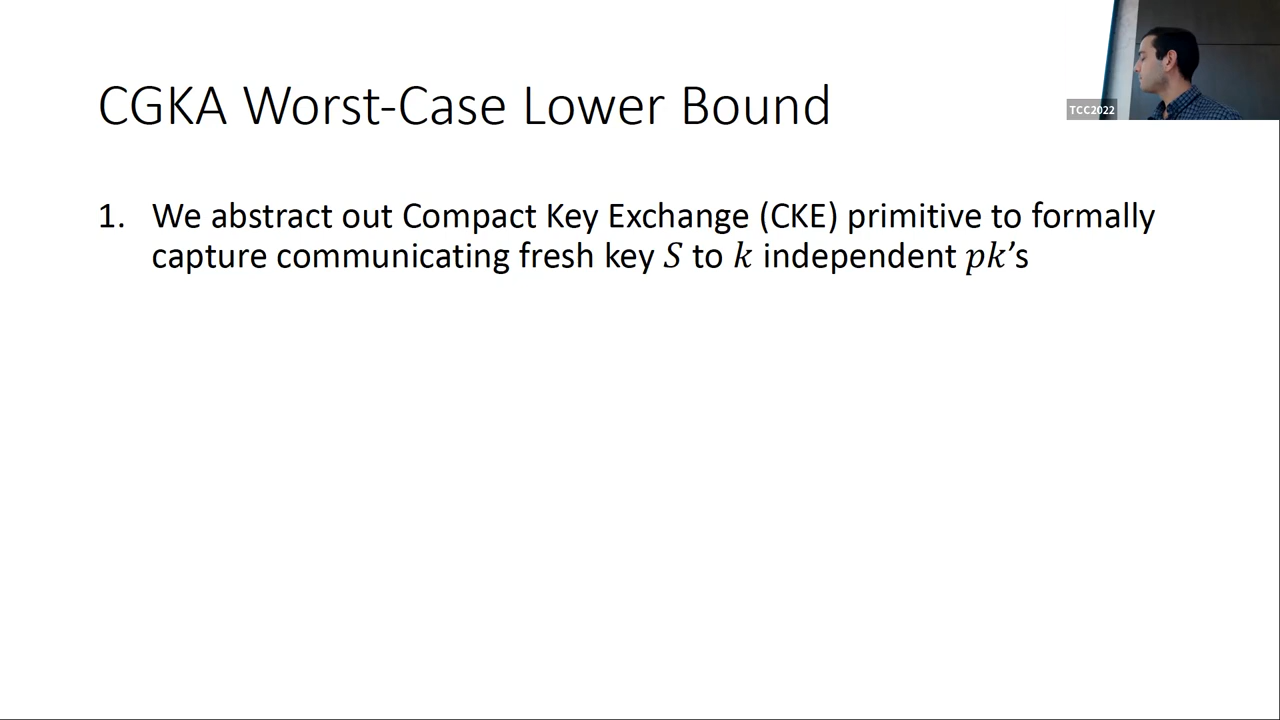 TCC2022
CGKA Worst-Case Lower Bound
1. We abstract out Compact Key Exchange (CKE) primitive to formally
capture communicating fresh key S to k independent pk's